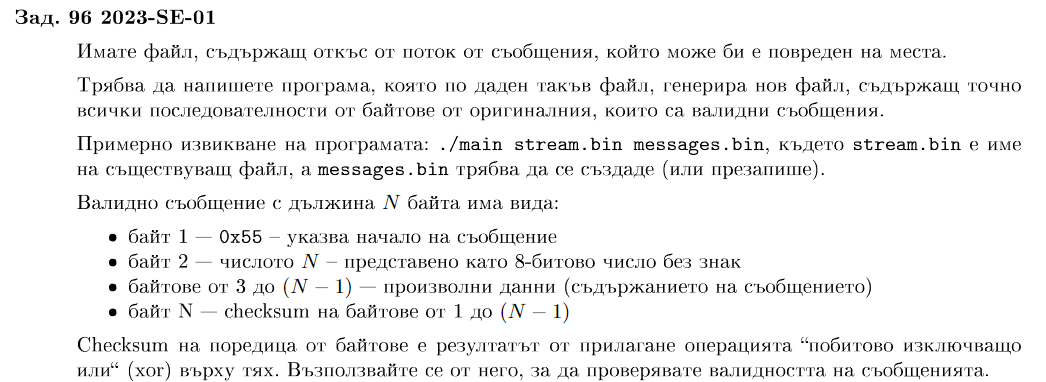 Зад. 96 2023-SE-01
Имате файл, съдържащ откъс от поток от съобщения, който може би е повреден на места.
Трябва да напишете програма, която по даден такъв файл, генерира нов файл, съдържащ точно
всички последователности от байтове от оригиналния, които са валидни съобщения.
Примерно извикване на програмата: ./main stream.bin messages.bin, където stream.bin е име
на съществуващ файл, а messages.bin трябва да се създаде (или презапише).
Валидно съобщение с дължина N байта има вида:
• байт 1 — 0x55 – указва начало на съобщение
• байт 2 — числото N – представено като 8-битово число без знак
• байтове от 3 до (N − 1) — произволни данни (съдържанието на съобщението)
• байт N — checksum на байтове от 1 до (N − 1)
Checksum на поредица от байтове е резултатът от прилагане операцията “побитово изключващо
или“ (xor) върху тях. Възползвайте се от него, за да проверявате валидността на съобщенията.